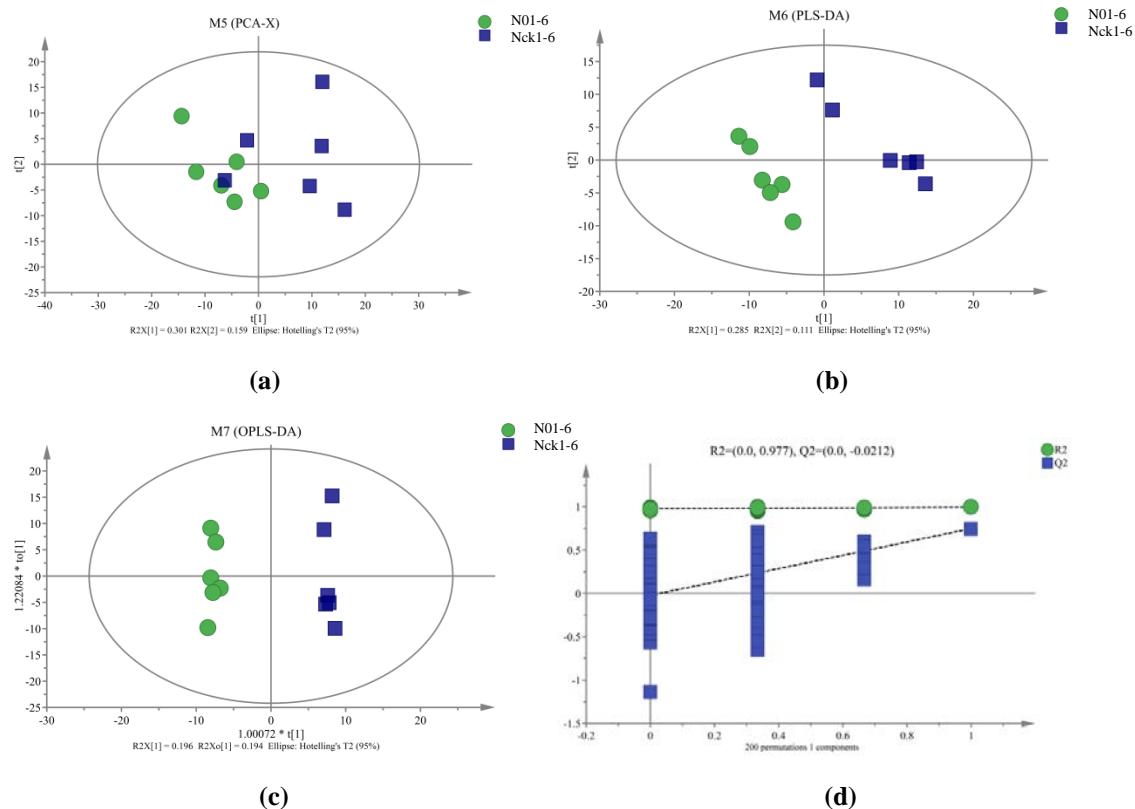 M5 (PCA-X)
N01-6
Nck1-6
t[2]
20
15
10
5
0
-5
-10
-15
-20
-25
-40
-30
-20
-10
0
10
20
30
t[1]
R2X[1] = 0.301 R2X[2] = 0.159 Ellipse: Hotelling's T2 (95%)
(a)
M6 (PLS-DA)
N01-6
Nck1-6
t[2]
15
10
5
0
-5
-10
-15
-20
-30
-20
-10
0
10
20
t[1]
R2X[1] = 0.285 R2X[2] = 0.111 Ellipse: Hotelling's T2 (95%)
(b)
M7 (OPLS-DA)
N01-6
Nck1-6
1.22084 * to[1]
20
15
10
5
0
-5
-10
-15
-20
-25
-30
-20
-10
0
10
20
1.00072 * t[1]
R2X[1] = 0.196 R2Xo[1] = 0.194 Ellipse: Hotelling's T2 (95%)
(c)
R2=(0.0, 0.977), Q2=(0.0, -0.0212)
R2
Q2
1
0.5
0
-0.5
-1
-1.5
-0.2
0
0.2
0.4
0.6
0.8
1
200 permutations 1 components
(d)